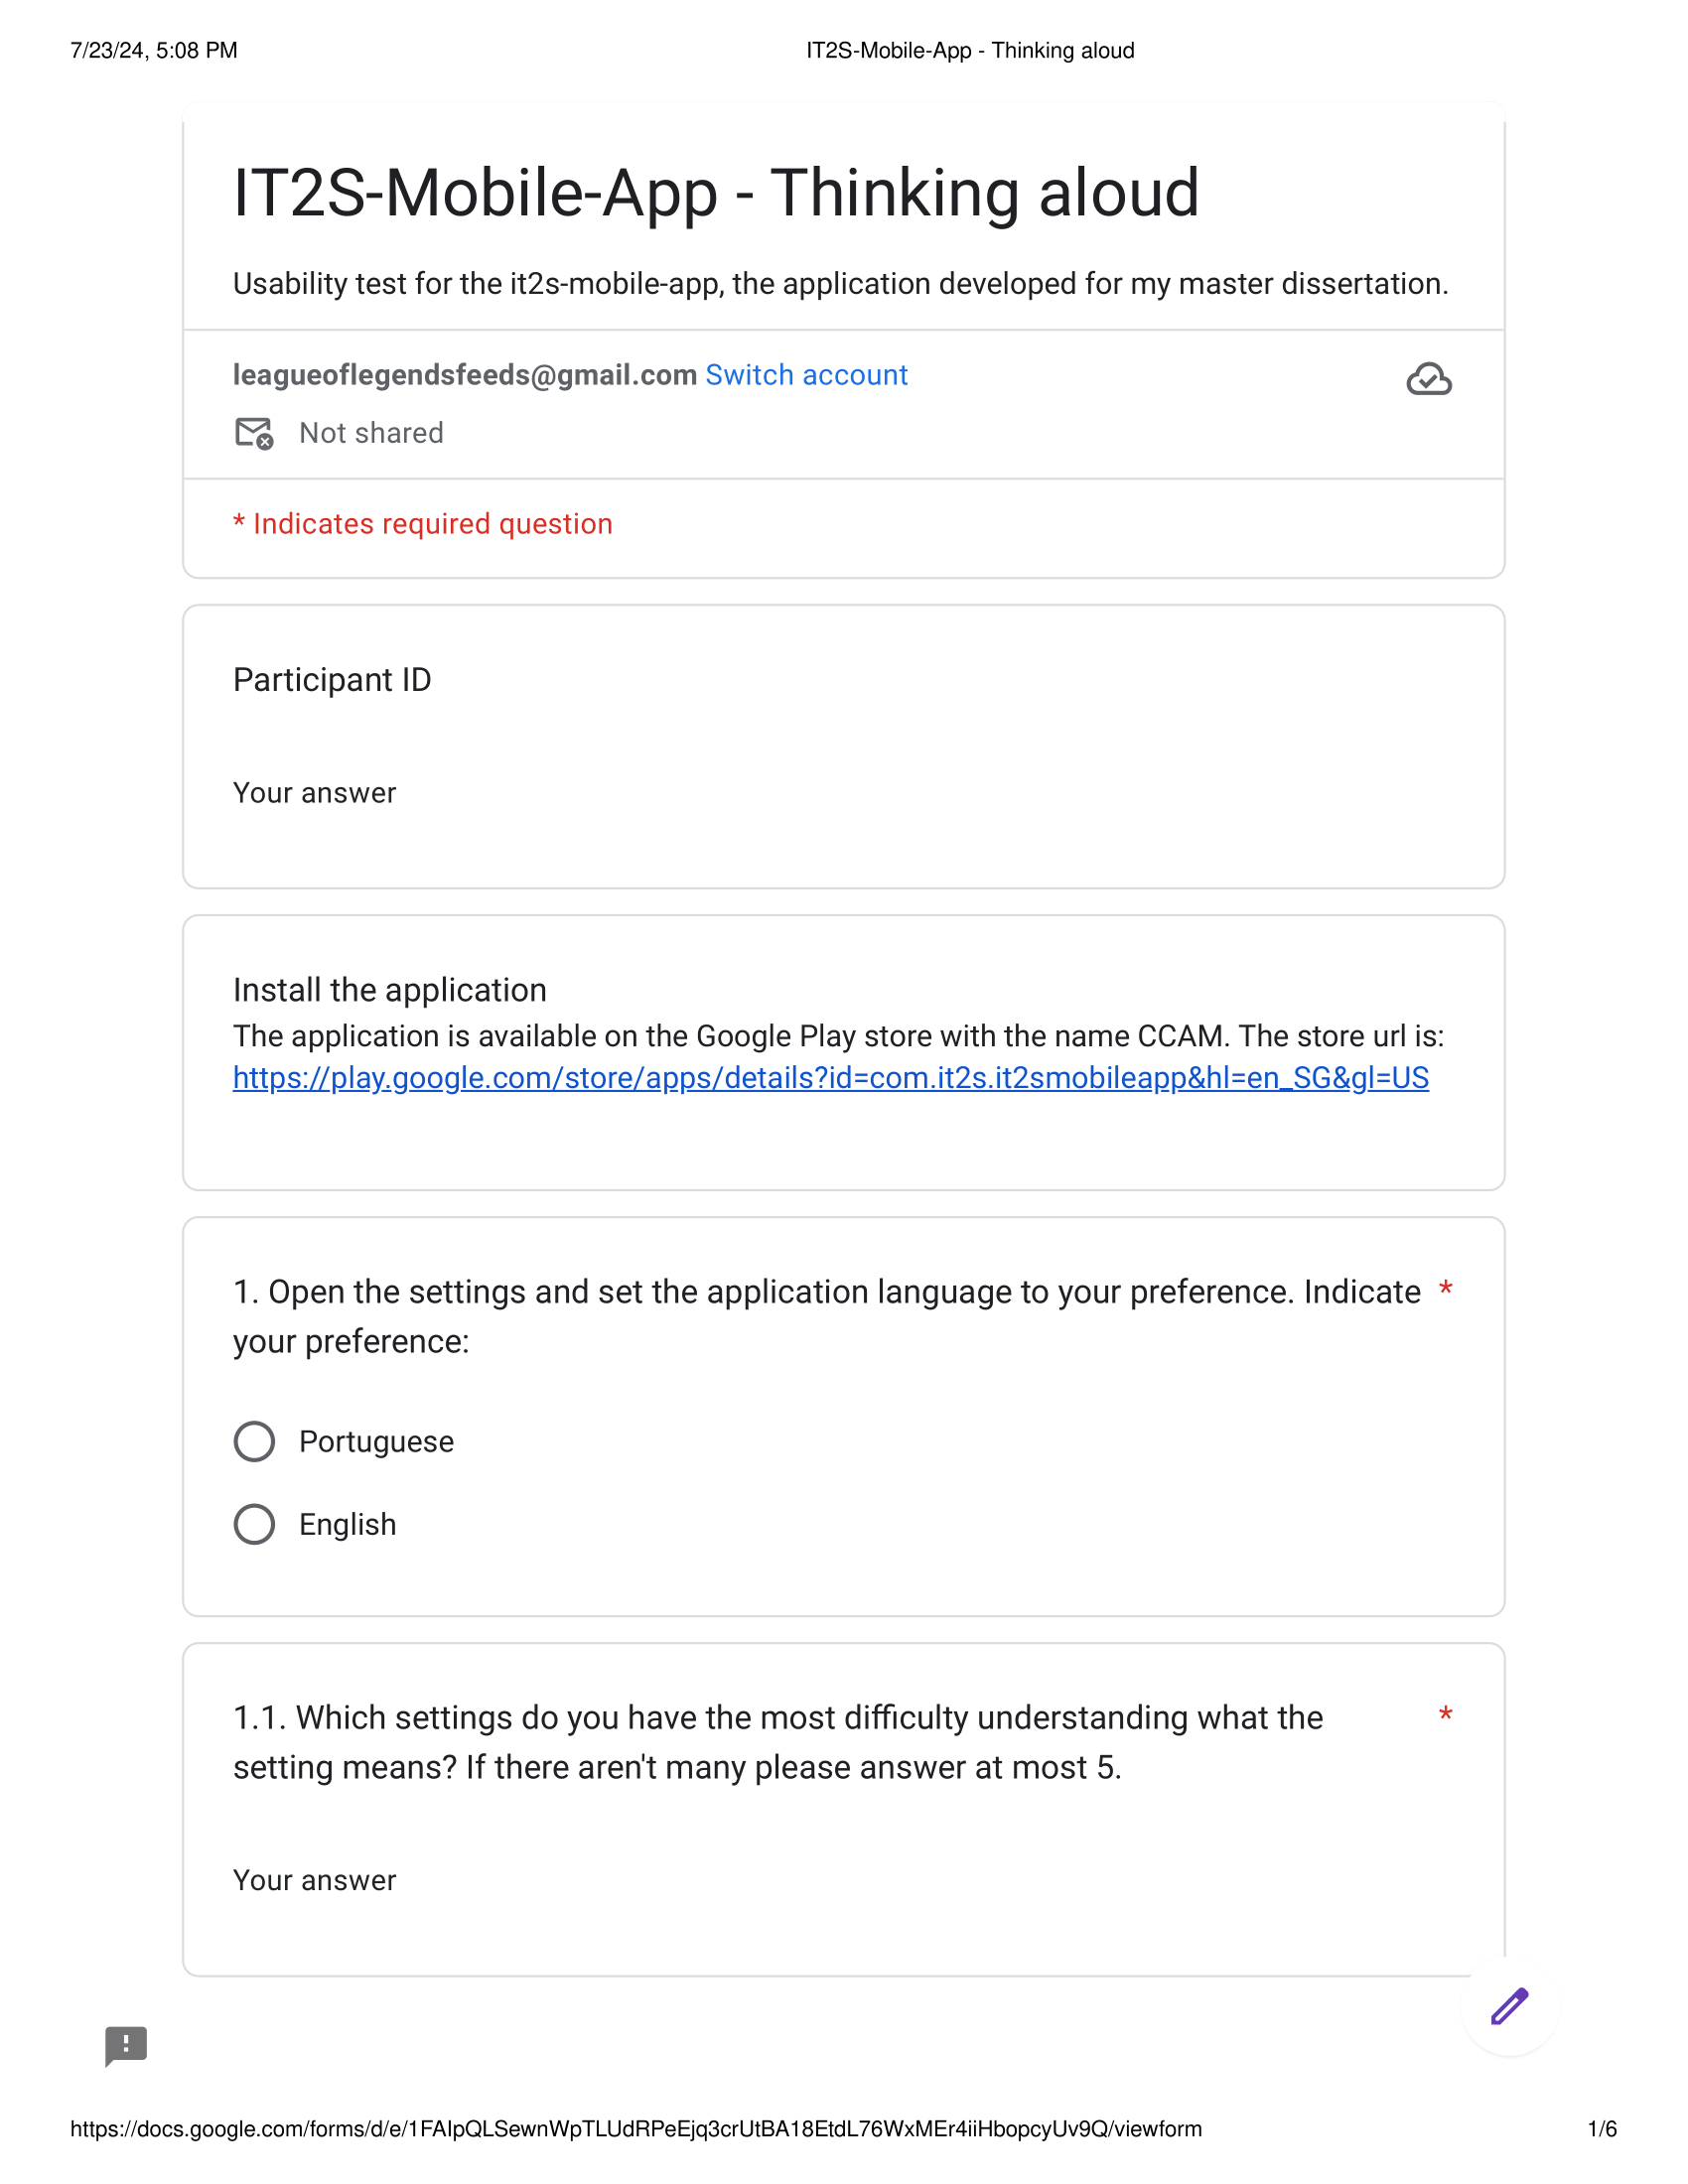 7/23/24, 5:08 PM
IT2S-Mobile-App - Thinking aloud
IT2S-Mobile-App - Thinking aloud
Usability test for the it2s-mobile-app, the application developed for my master dissertation.
leagueoflegendsfeeds@gmail.com Switch account
Not shared
* Indicates required question
Participant ID
Your answer
Install the application
The application is available on the Google Play store with the name CCAM. The store url is:
https://play.google.com/store/apps/details?id=com.it2s.it2smobileapp&hl=en_SG&gl=US
1. Open the settings and set the application language to your preference. Indicate *
your preference:
Portuguese
English
1.1. Which settings do you have the most difficulty understanding what the *
setting means? If there aren't many please answer at most 5.
Your answer
https://docs.google.com/forms/d/e/1FAIpQLSewnWpTLUdRPeEjq3crUtBA18EtdL76WxMEr4iiHbopcyUv9Q/viewform
1/6